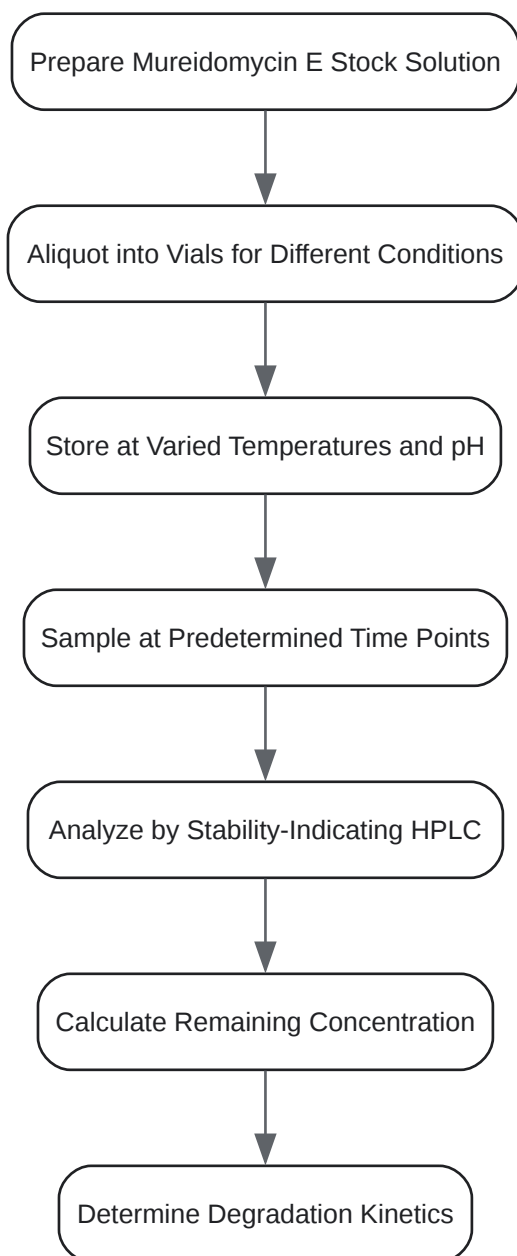 Prepare Mureidomycin E Stock Solution
Aliquot into Vials for Different Conditions
Store at Varied Temperatures and pH
Sample at Predetermined Time Points
Analyze by Stability-Indicating HPLC
Calculate Remaining Concentration
Determine Degradation Kinetics